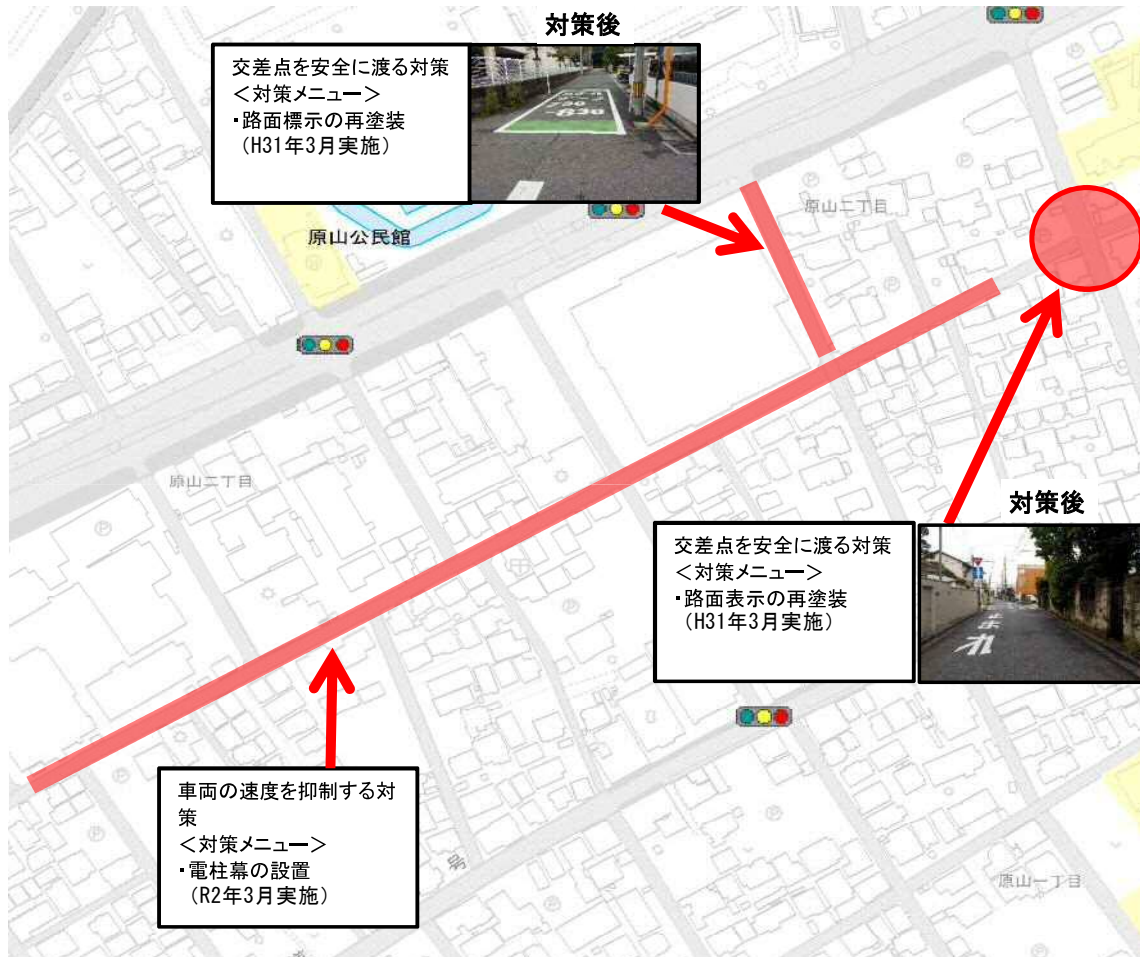 対策後
交差点を安全に渡る対策
＜対策メニュー＞
・路面標示の再塗装
（H31年3月実施）
7:30
-8:30
原山公民館
原山二丁目
原山二丁目
対策後
交差点を安全に渡る対策
＜対策メニュー＞
・路面表示の再塗装
（H31年3月実施）
まれ
車両の速度を抑制する対
策
＜対策メニュー＞
・電柱幕の設置
（R2年3月実施）
号
原山一丁目